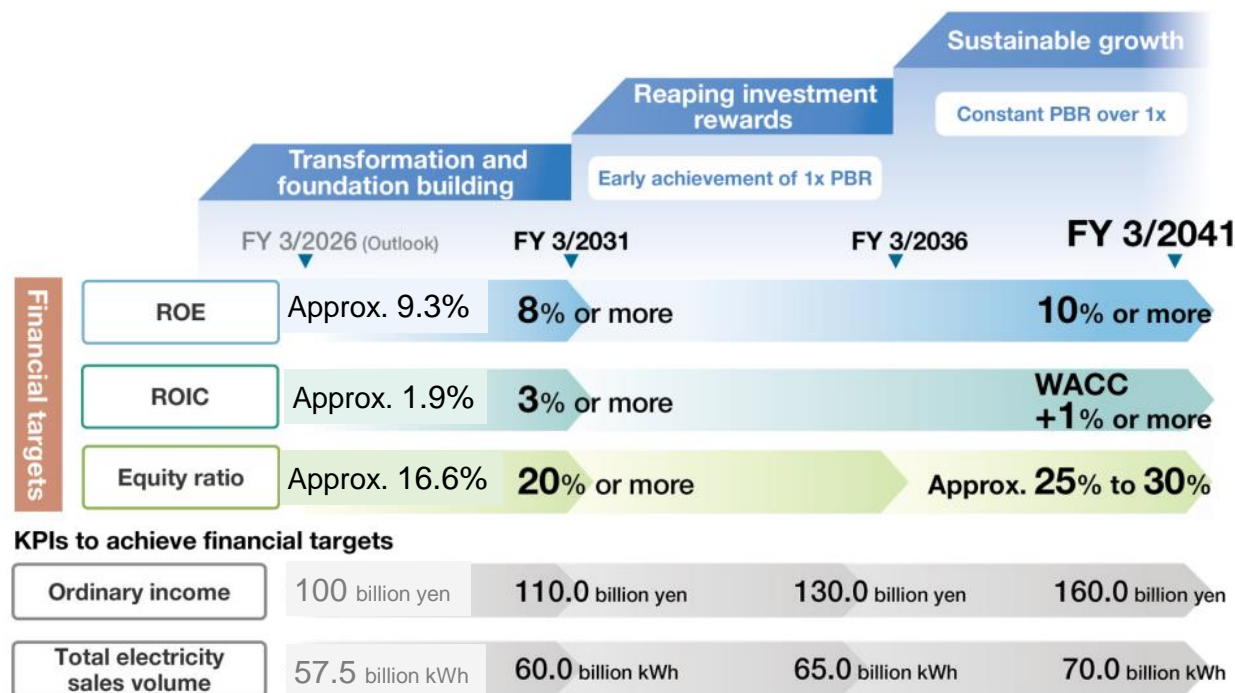 Sustainable growth
Constant PBR over 1x
Reaping investment
rewards
Early achievement of 1x PBR
Transformation and
foundation building
FY 3/2026 (Outlook)
FY 3/2031
FY 3/2036
FY 3/2041
Financial targets
ROE
Approx. 9.3%
8% or more
10% or more
ROIC
Approx. 1.9%
3% or more
WACC
+1% or more
Equity ratio
Approx. 16.6%
20% or more
Approx. 25% to 30%
KPIs to achieve financial targets
Ordinary income
100 billion yen
110.0 billion yen
130.0 billion yen
160.0 billion yen
Total electricity
sales volume
57.5 billion kWh
60.0 billion kWh
65.0 billion kWh
70.0 billion kWh